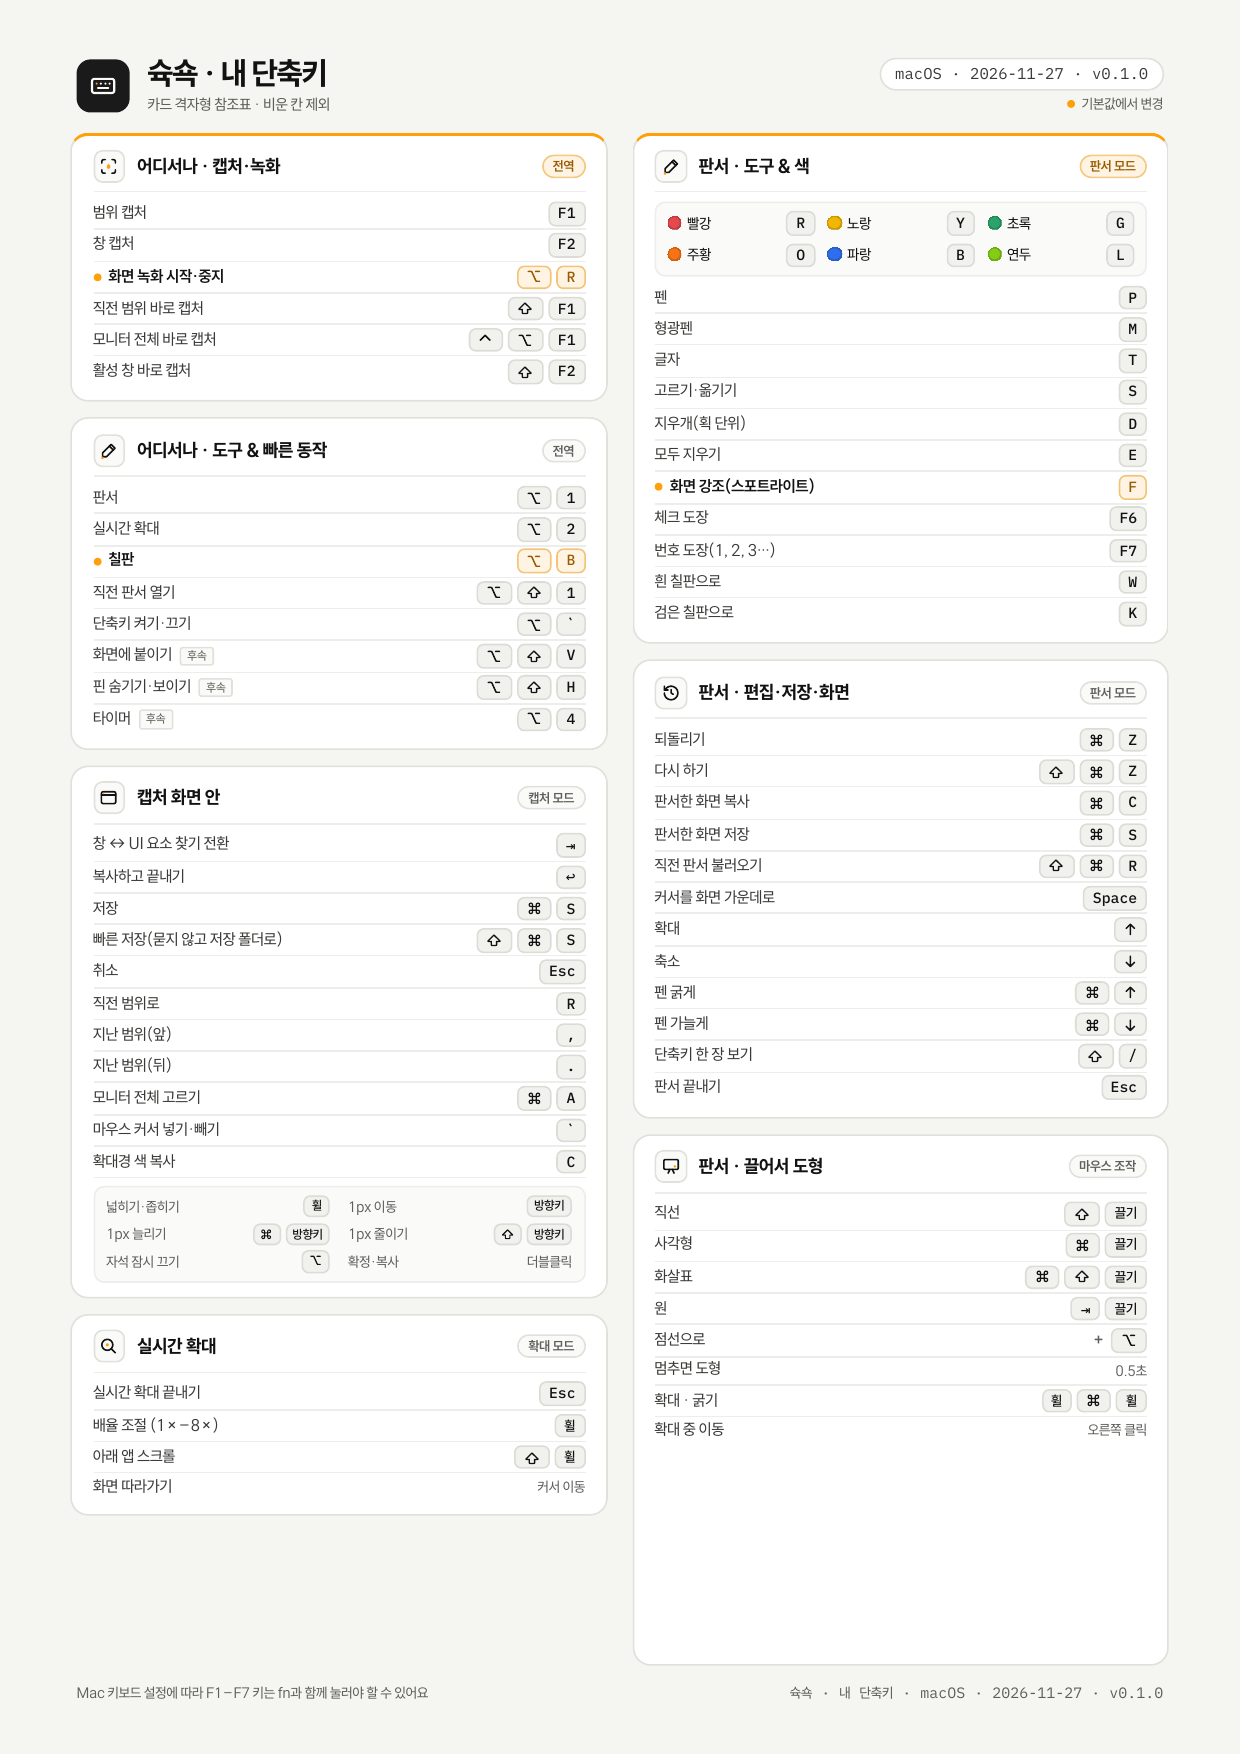 슉쇽 · 내 단축키
카드 격자형 참조표 · 비운 칸 제외
macOS · 2026-11-27 · v0.1.0
기본값에서 변경
어디서나 · 캡처·녹화 전역
범위 캡처 F1
창 캡처 F2
화면 녹화 시작·중지 ⌥ R
직전 범위 바로 캡처 ⇧ F1
모니터 전체 바로 캡처 ^ ⌥ F1
활성 창 바로 캡처 ⇧ F2
어디서나 · 도구 & 빠른 동작 전역
판서 ⌥ 1
실시간 확대 ⌥ 2
칠판 ⌥ B
직전 판서 열기 ⌥ ⇧ 1
단축키 켜기·끄기 ⌥ `
화면에 붙이기 후속 ⌥ ⇧ V
핀 숨기기·보이기 후속 ⌥ ⇧ H
타이머 후속 ⌥ 4
캡처 화면 안 캡처 모드
창 ↔ UI 요소 찾기 전환 ⇥
복사하고 끝내기 ↩
저장 ⌘ S
빠른 저장(묻지 않고 저장 폴더로) ⇧ ⌘ S
취소 Esc
직전 범위로 R
지난 범위(앞) ,
지난 범위(뒤) .
모니터 전체 고르기 ⌘ A
마우스 커서 넣기·빼기 `
확대경 색 복사 C
넓히기·좁히기 휠 1px 이동 방향키
1px 늘리기 ⌘ 방향키 1px 줄이기 ⇧ 방향키
자석 잠시 끄기 ⌥ 확정·복사 더블클릭
실시간 확대 확대 모드
실시간 확대 끝내기 Esc
배율 조절 (1×–8×) 휠
아래 앱 스크롤 ⇧ 휠
화면 따라가기 커서 이동
판서 · 도구 & 색 판서 모드
빨강 R 노랑 Y 초록 G
주황 O 파랑 B 연두 L
펜 P
형광펜 M
글자 T
고르기·옮기기 S
지우개(획 단위) D
모두 지우기 E
화면 강조(스포트라이트) F
체크 도장 F6
번호 도장(1, 2, 3…) F7
흰 칠판으로 W
검은 칠판으로 K
판서 · 편집·저장·화면 판서 모드
되돌리기 ⌘ Z
다시 하기 ⇧ ⌘ Z
판서한 화면 복사 ⌘ C
판서한 화면 저장 ⌘ S
직전 판서 불러오기 ⇧ ⌘ R
커서를 화면 가운데로 Space
확대 ↑
축소 ↓
펜 굵게 ⌘ ↑
펜 가늘게 ⌘ ↓
단축키 한 장 보기 ⇧ /
판서 끝내기 Esc
판서 · 끌어서 도형 마우스 조작
직선 ⇧ 끌기
사각형 ⌘ 끌기
화살표 ⌘ ⇧ 끌기
원 ⇥ 끌기
점선으로 + ⌥
멈추면 도형 0.5초
확대 · 굵기 휠 ⌘ 휠
확대 중 이동 오른쪽 클릭
Mac 키보드 설정에 따라 F1–F7 키는 fn과 함께 눌러야 할 수 있어요
슉쇽 · 내 단축키 · macOS · 2026-11-27 · v0.1.0